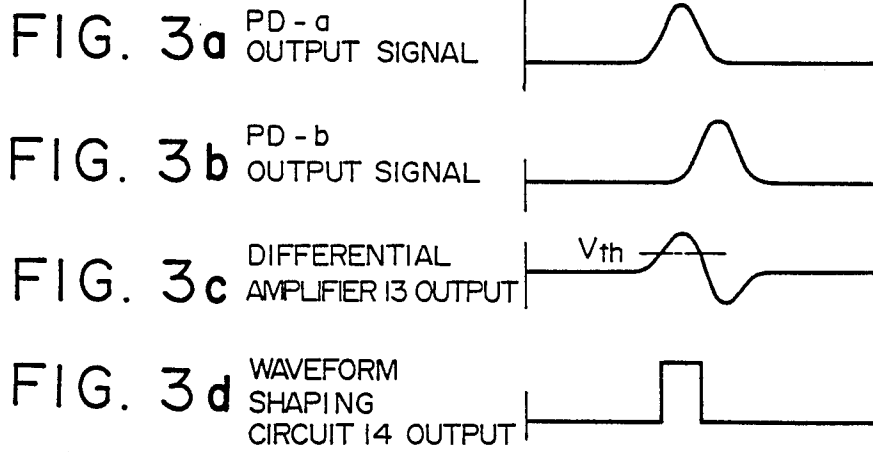 FIG. 3a PD-a
OUTPUT SIGNAL
FIG. 3b PD-b
OUTPUT SIGNAL
FIG. 3c DIFFERENTIAL
AMPLIFIER 13 OUTPUT
Vth
FIG. 3d WAVEFORM
SHAPING
CIRCUIT 14 OUTPUT